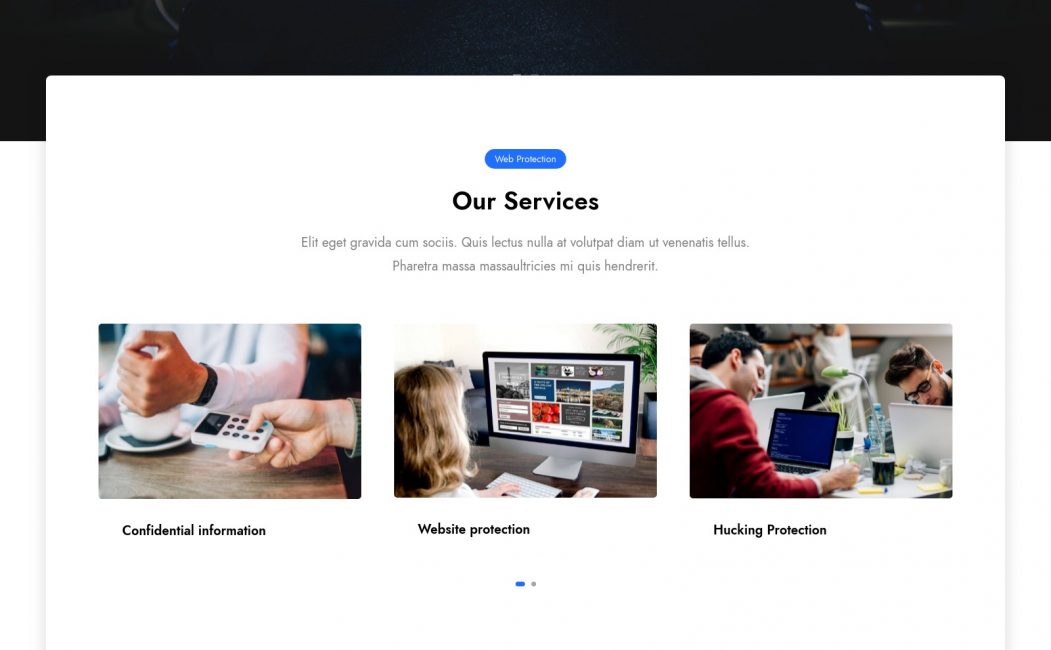 Web Protection
Our Services
Elit eget gravida cum sociis. Quis lectus nulla at volutpat diam ut venenatis tellus.
Pharetra massa massaultricies mi quis hendrerit.
Confidential information
Website protection
Hucking Protection